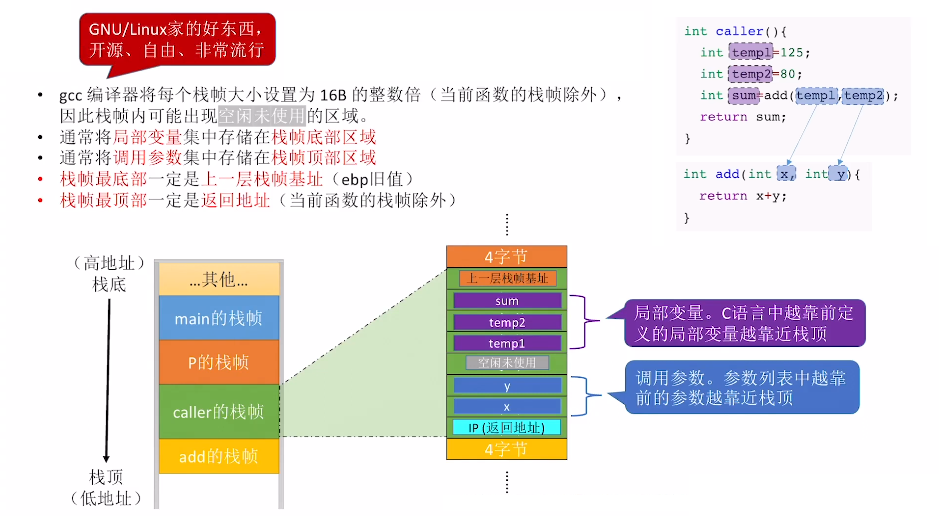 GNU/Linux家的好东西，
开源、自由、非常流行
• gcc 编译器将每个栈帧大小设置为 16B 的整数倍（当前函数的栈帧除外），
因此栈帧内可能出现空闲未使用的区域。
• 通常将局部变量集中存储在栈帧底部区域
• 通常将调用参数集中存储在栈帧顶部区域
• 栈帧最底部一定是上一层栈帧基址（ebp旧值）
• 栈帧最顶部一定是返回地址（当前函数的栈帧除外）
int caller(){
int temp1=125;
int temp2=80;
int sum=add(temp1,temp2);
return sum;
}
int add(int x, int y){
return x+y;
}
（高地址）
栈底
栈顶
（低地址）
...其他...
main的栈帧
P的栈帧
caller的栈帧
add的栈帧
4字节
上一层栈帧基址
sum
temp2
temp1
空闲未使用
y
x
IP (返回地址)
4字节
局部变量。C语言中越靠前定
义的局部变量越靠近栈顶
调用参数。参数列表中越靠
前的参数越靠近栈顶